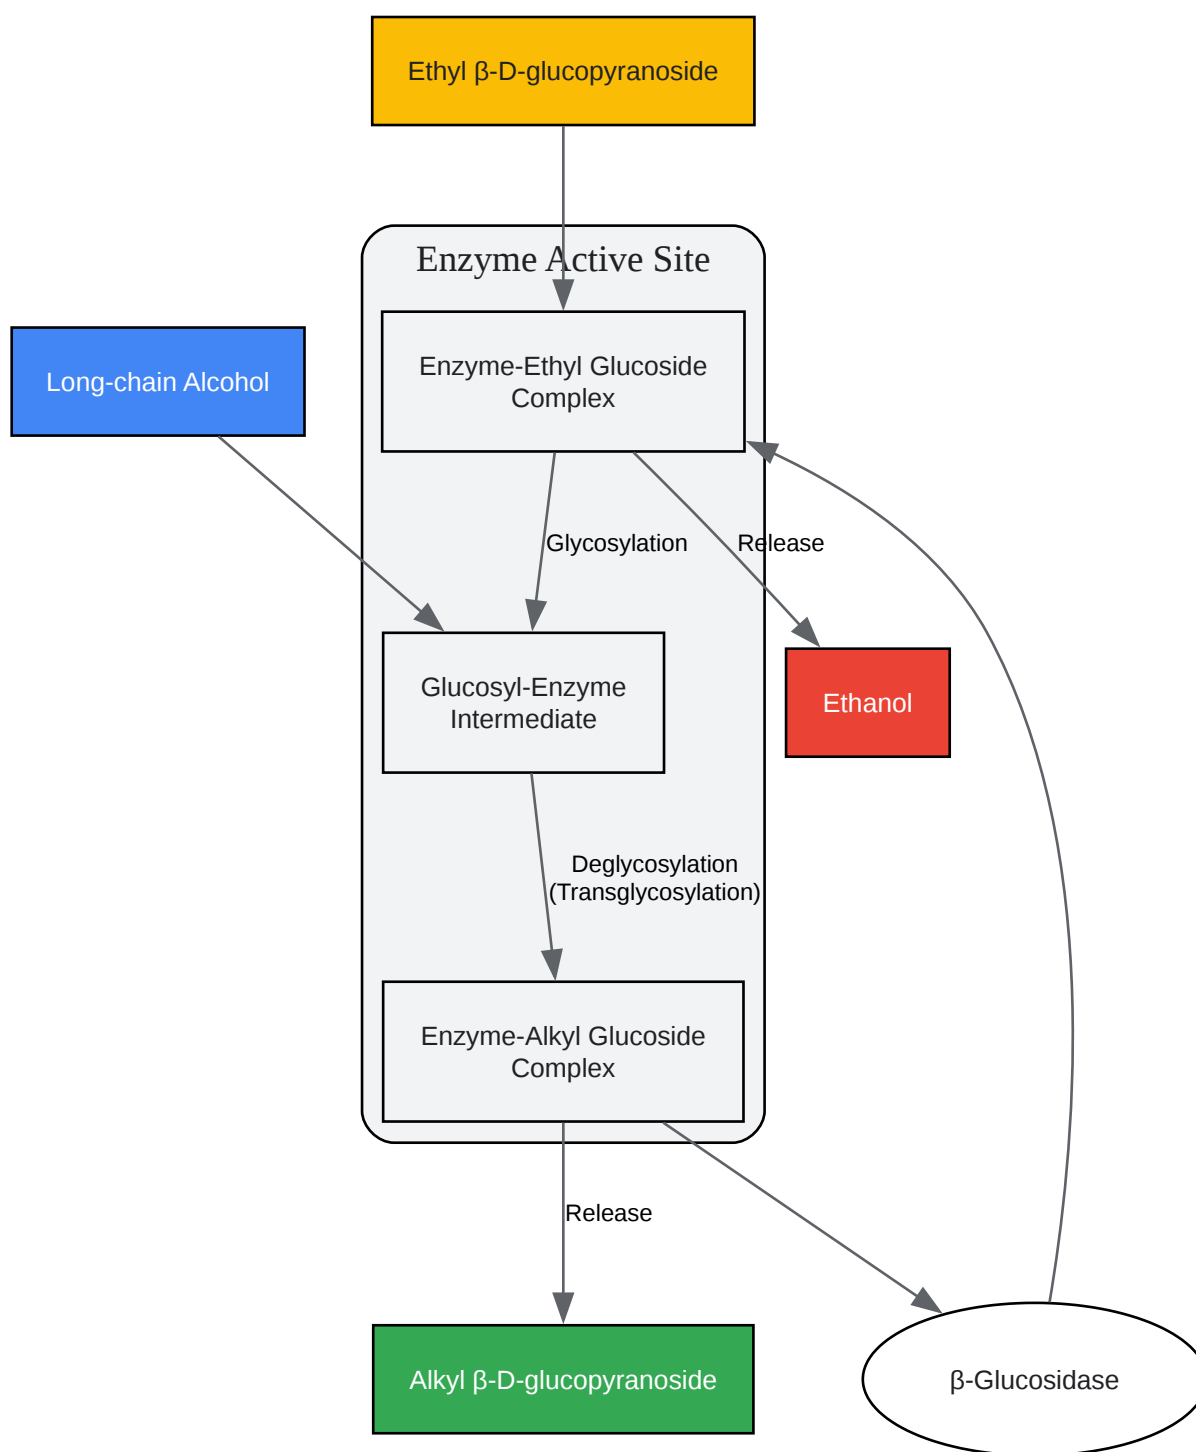 Ethyl β-D-glucopyranoside
Enzyme Active Site
Long-chain Alcohol
Enzyme-Ethyl Glucoside
Complex
Glycosylation
Release
Glucosyl-Enzyme
Intermediate
Ethanol
Deglycosylation
(Transglycosylation)
Enzyme-Alkyl Glucoside
Complex
Release
Alkyl β-D-glucopyranoside
β-Glucosidase